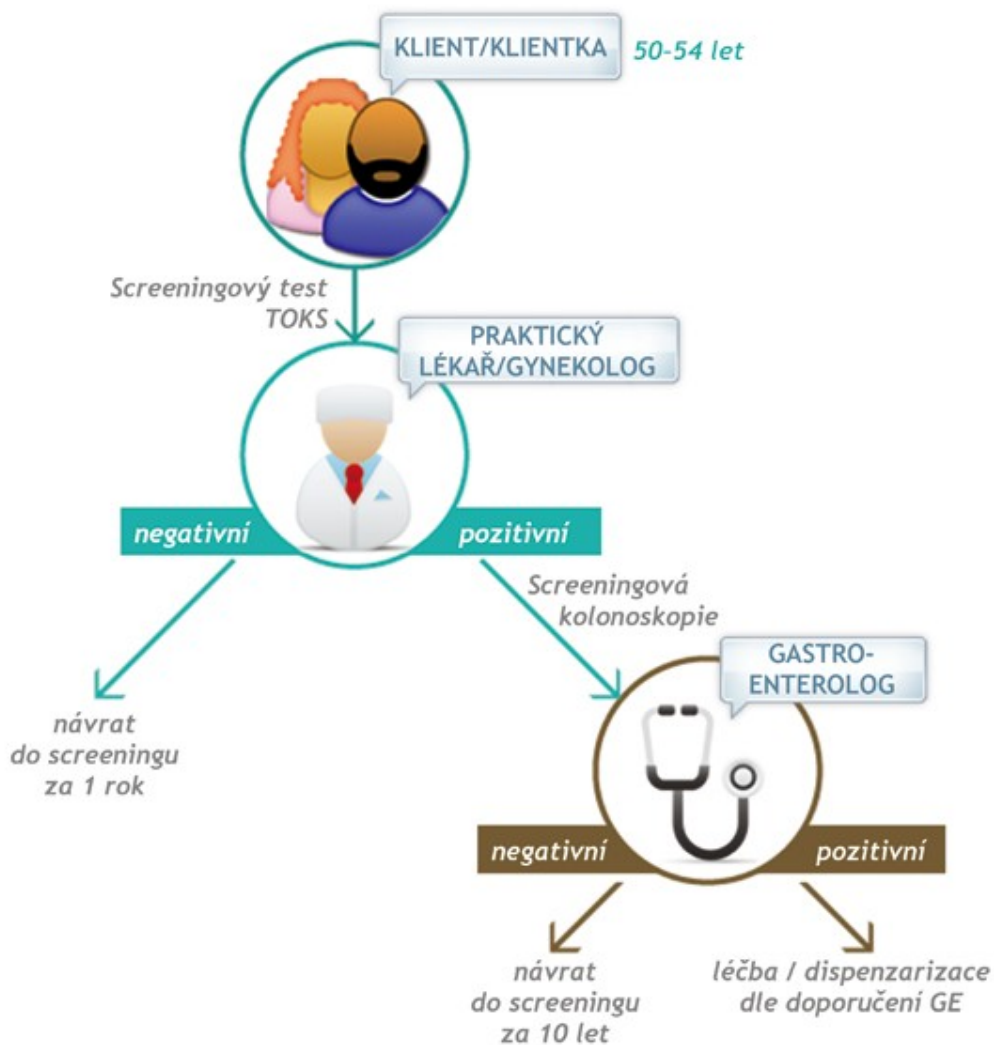 KLIENT/KLIENTKA
50-54 let
Screeningový test
TOKS
PRAKTICKÝ
LÉKAŘ/GYNEKOLOG
negativní
pozitivní
Screeningová
kolonoskopie
návrat
do screeningu
za 1 rok
GASTRO-
ENTEROLOG
negativní
pozitivní
návrat
do screeningu
za 10 let
léčba / dispenzarizace
dle doporučení GE